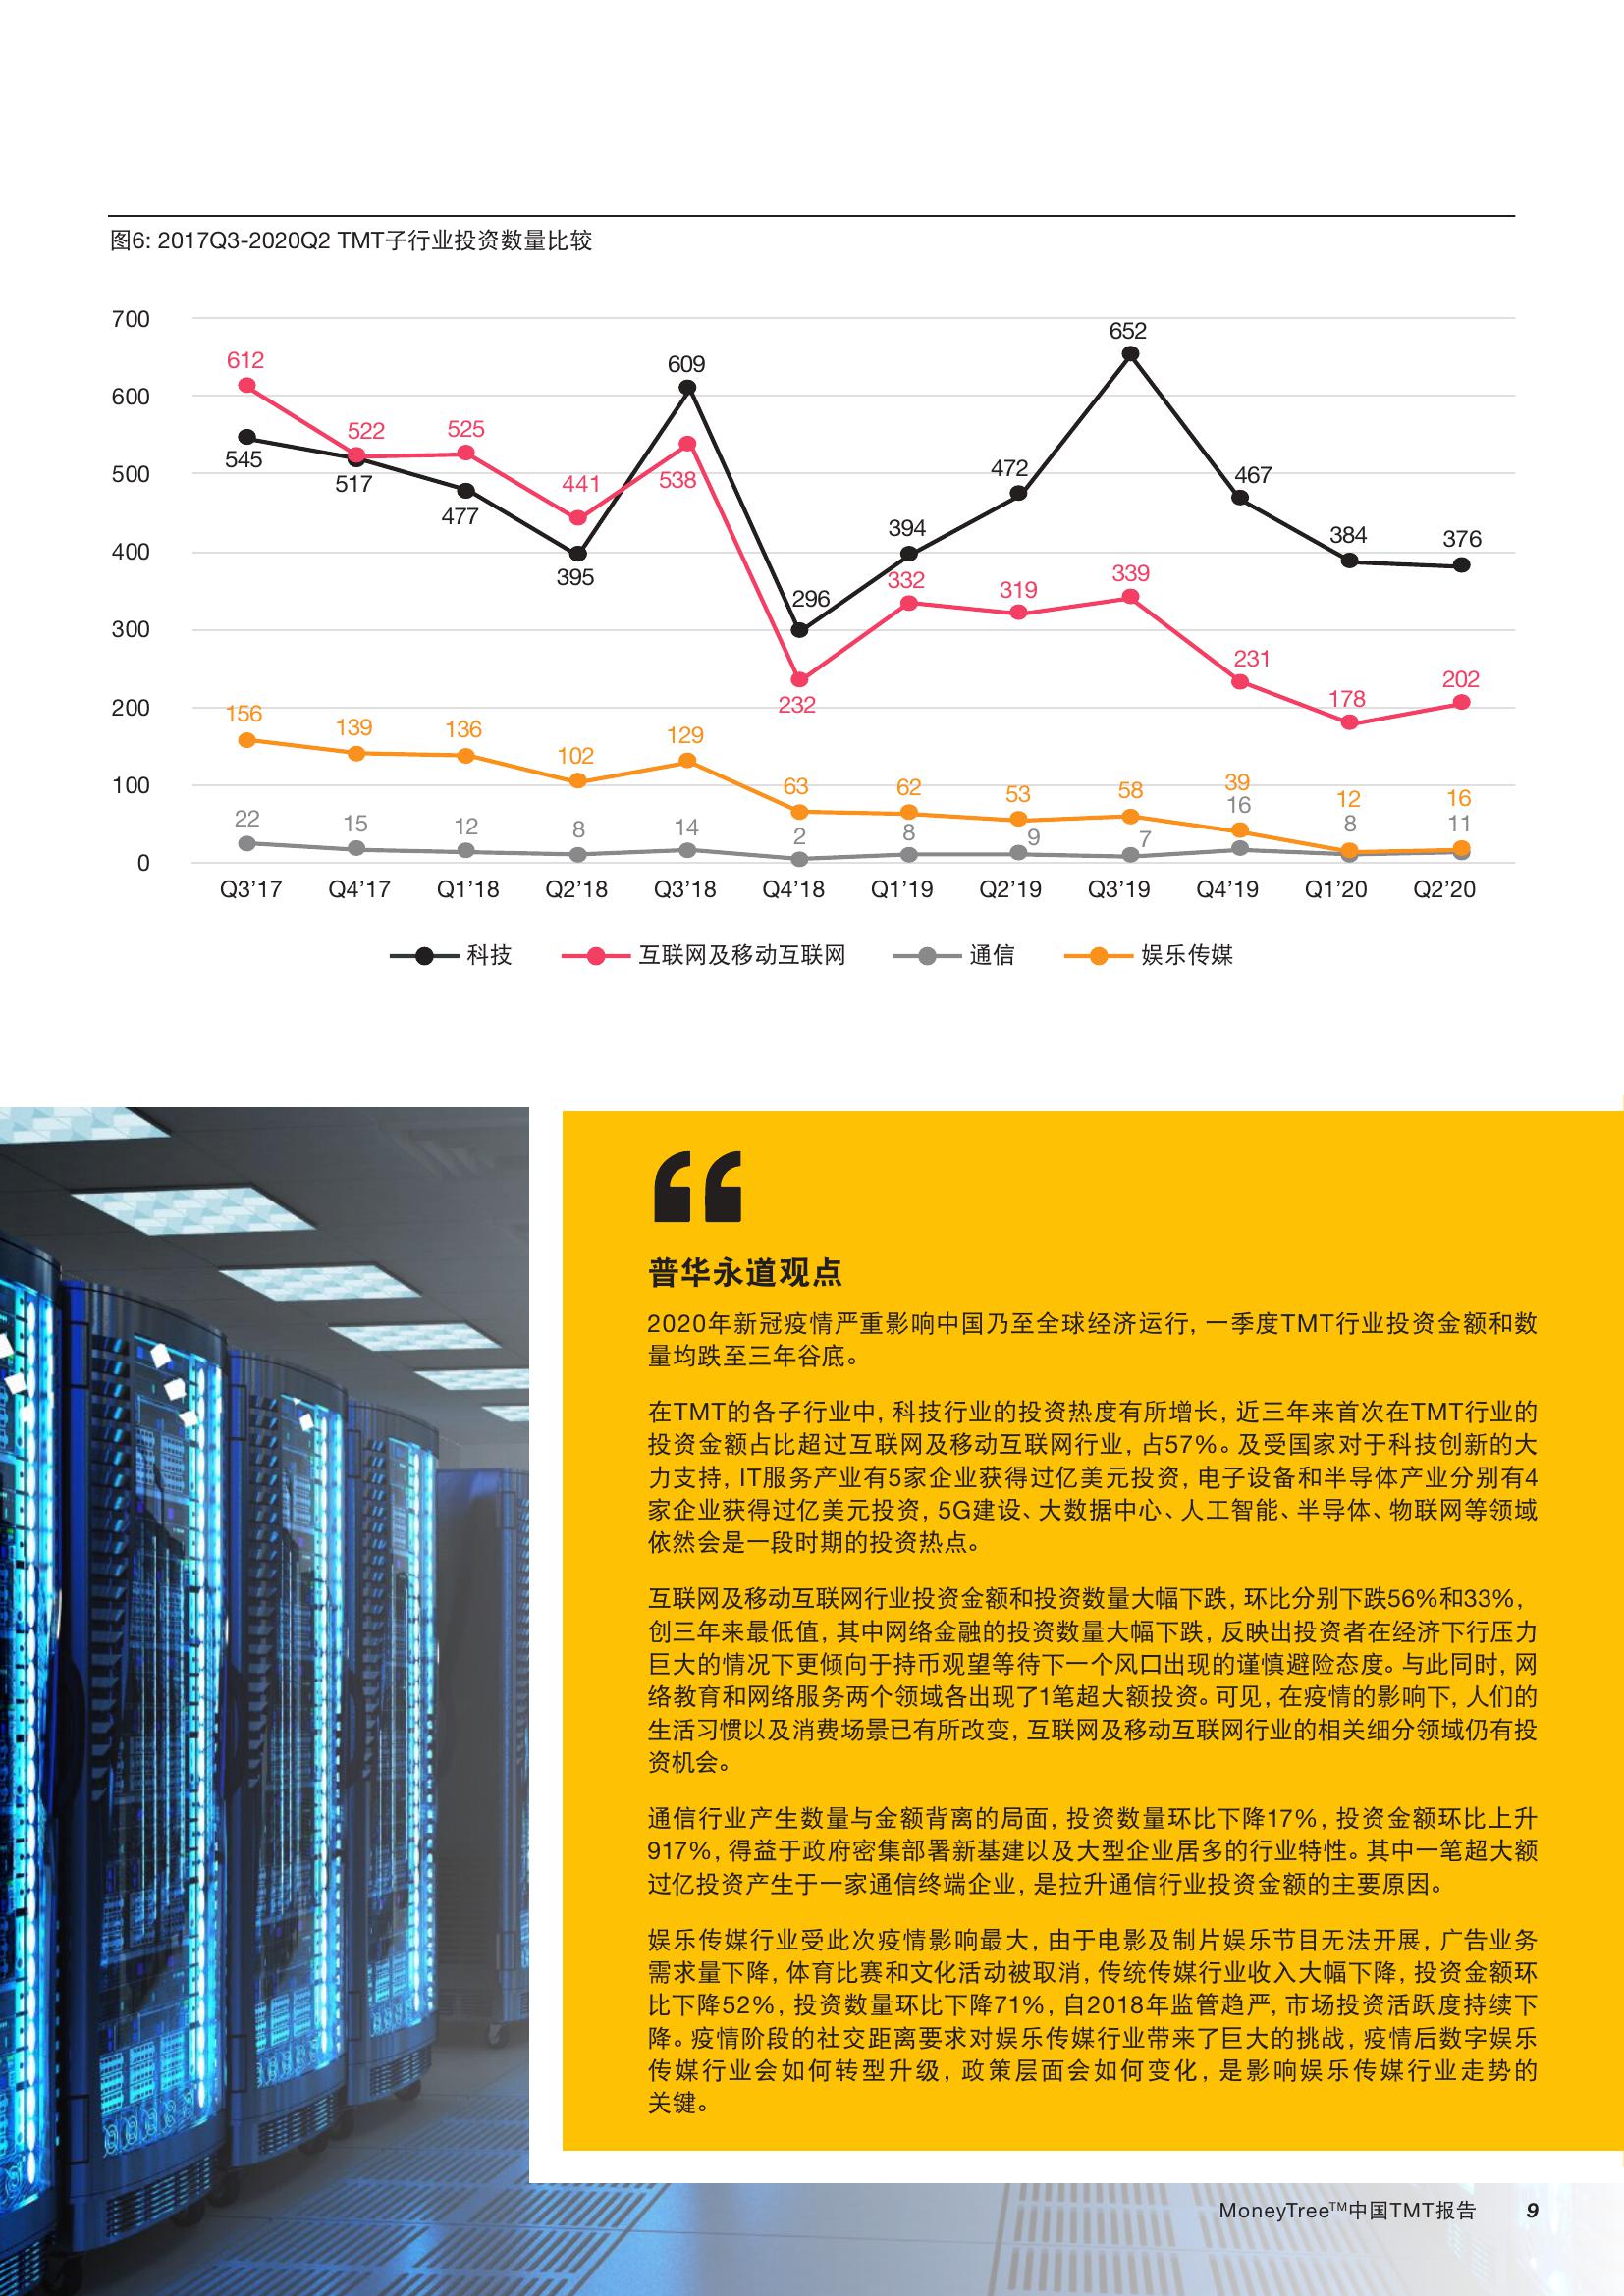 图6: 2017Q3-2020Q2 TMT子行业投资数量比较
700
600
500
400
300
200
100
0
612 522 525 441 538 232 332 319 339 231 178 202
545 517 477 395 609 296 394 472 652 467 384 376
156 139 136 102 129 63 62 53 58 39 12 16
22 15 12 8 14 2 8 9 7 16 8 11
Q3’17 Q4’17 Q1’18 Q2’18 Q3’18 Q4’18 Q1’19 Q2’19 Q3’19 Q4’19 Q1’20 Q2’20
科技 互联网及移动互联网 通信 娱乐传媒
“
普华永道观点
2020年新冠疫情严重影响中国乃至全球经济运行, 一季度TMT行业投资金额和数
量均跌至三年谷底。
在TMT的各子行业中, 科技行业的投资热度有所增长, 近三年来首次在TMT行业的
投资金额占比超过互联网及移动互联网行业, 占57%。及受国家对于科技创新的大
力支持, IT服务产业有5家企业获得过亿美元投资, 电子设备和半导体产业分别有4
家企业获得过亿美元投资, 5G建设、大数据中心、人工智能、半导体、物联网等领域
依然会是一段时期的投资热点。
互联网及移动互联网行业投资金额和投资数量大幅下跌, 环比分别下跌56%和33%,
创三年来最低值, 其中网络金融的投资数量大幅下跌, 反映出投资者在经济下行压力
巨大的情况下更倾向于持币观望等待下一个风口出现的谨慎避险态度。与此同时, 网
络教育和网络服务两个领域各出现了1笔超大额投资。可见, 在疫情的影响下, 人们的
生活习惯以及消费场景已有所改变, 互联网及移动互联网行业的相关细分领域仍有投
资机会。
通信行业产生数量与金额背离的局面, 投资数量环比下降17%, 投资金额环比上升
917%, 得益于政府密集部署新基建以及大型企业居多的行业特性。其中一笔超大额
过亿投资产生于一家通信终端企业, 是拉升通信行业投资金额的主要原因。
娱乐传媒行业受此次疫情影响最大, 由于电影及制片娱乐节目无法开展, 广告业务
需求量下降, 体育比赛和文化活动被取消, 传统传媒行业收入大幅下降, 投资金额环
比下降52%, 投资数量环比下降71%, 自2018年监管趋严, 市场投资活跃度持续下
降。疫情阶段的社交距离要求对娱乐传媒行业带来了巨大的挑战, 疫情后数字娱乐
传媒行业会如何转型升级, 政策层面会如何变化, 是影响娱乐传媒行业走势的
关键。
MoneyTree™中国TMT报告 9